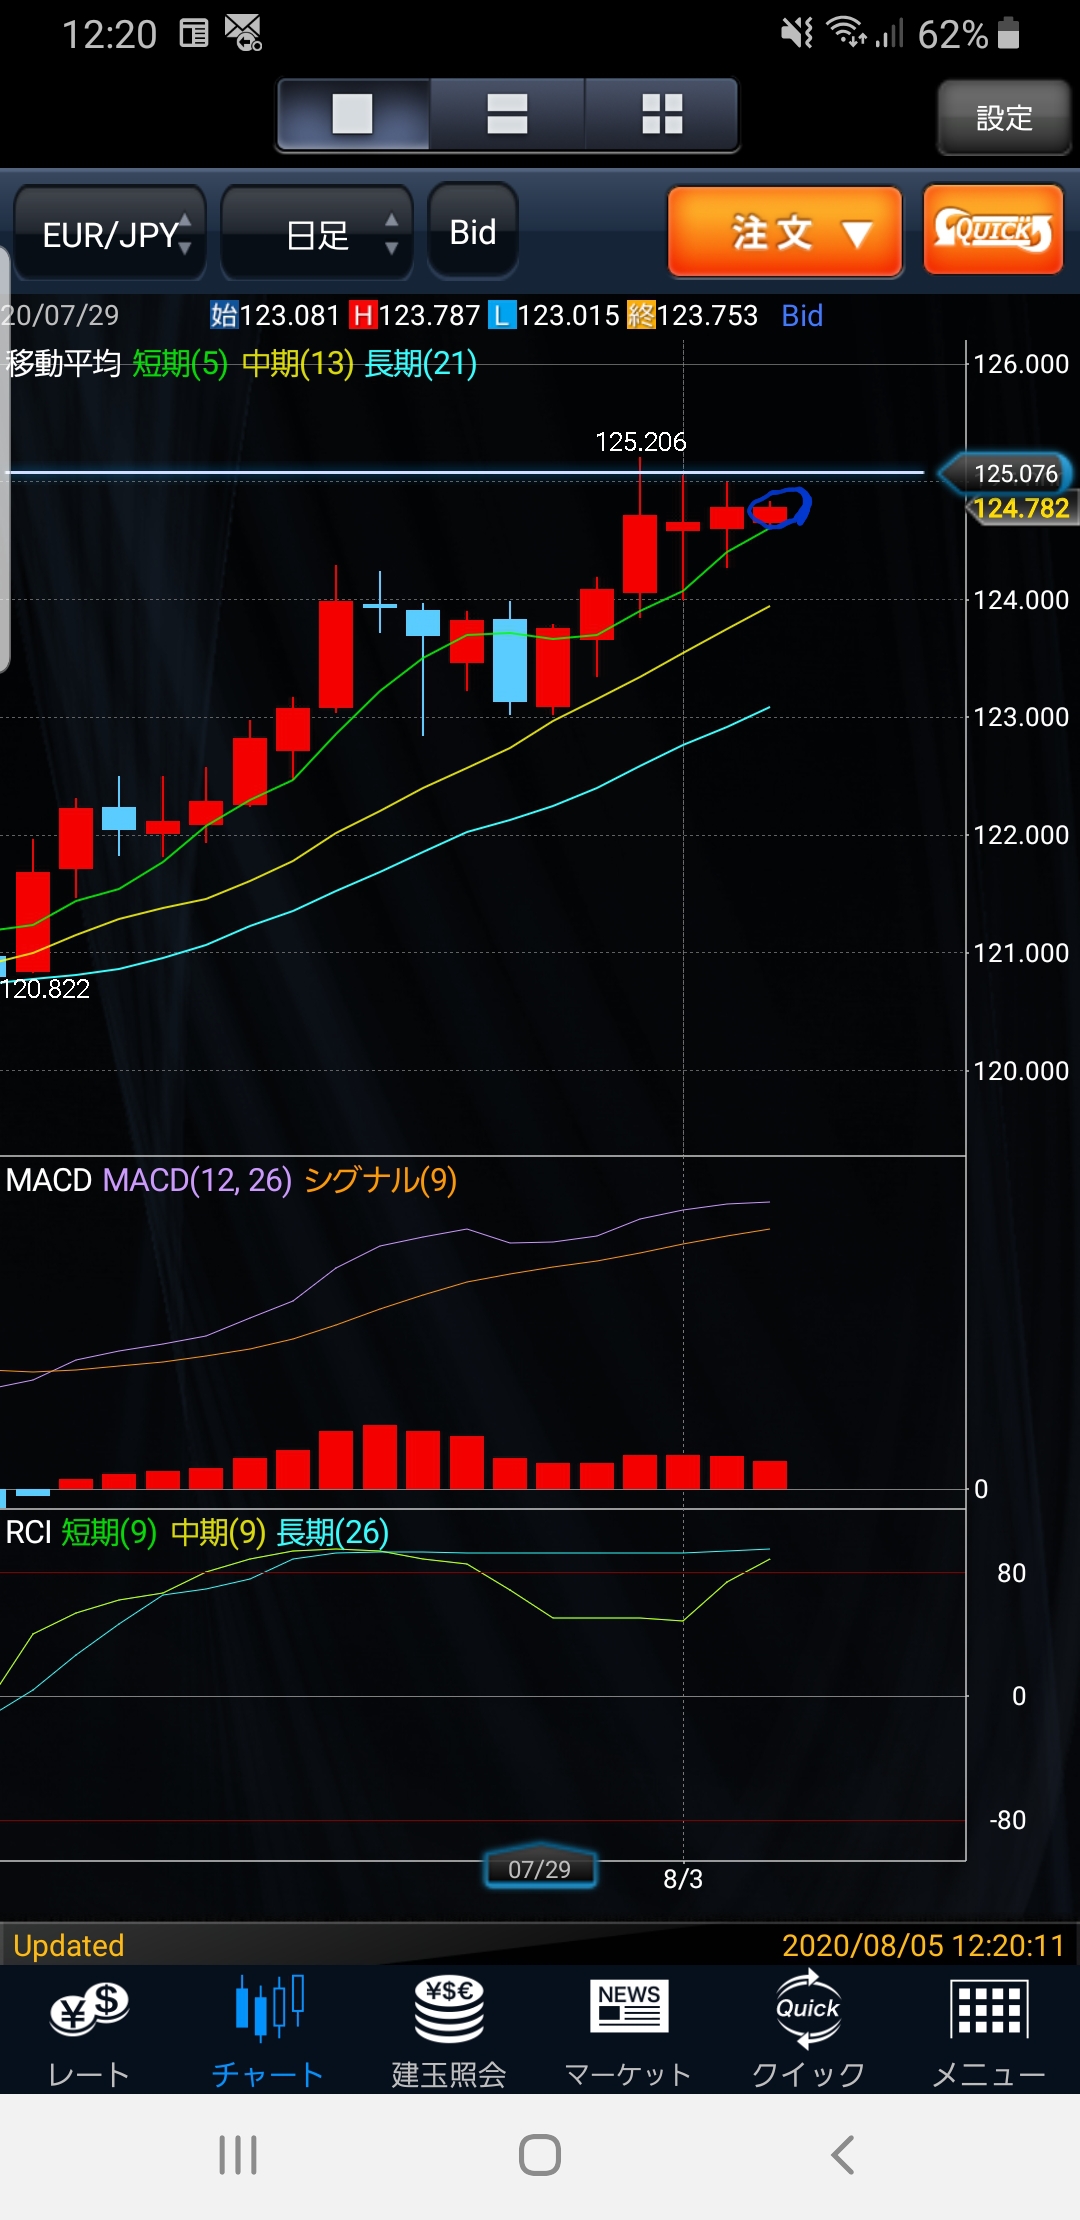 12:20 62%
設定
EUR/JPY 日足 Bid 注文 ▼ QUICK
20/07/29 始123.081 H123.787 L123.015 終123.753 Bid
移動平均 短期(5) 中期(13) 長期(21)
126.000
125.206
125.076
124.782
124.000
123.000
122.000
121.000
120.822
120.000
MACD MACD(12, 26) シグナル(9)
0
RCI 短期(9) 中期(9) 長期(26)
80
0
-80
07/29
8/3
Updated 2020/08/05 12:20:11
¥$ ¥$€ NEWS Quick
レート チャート 建玉照会 マーケット クイック メニュー